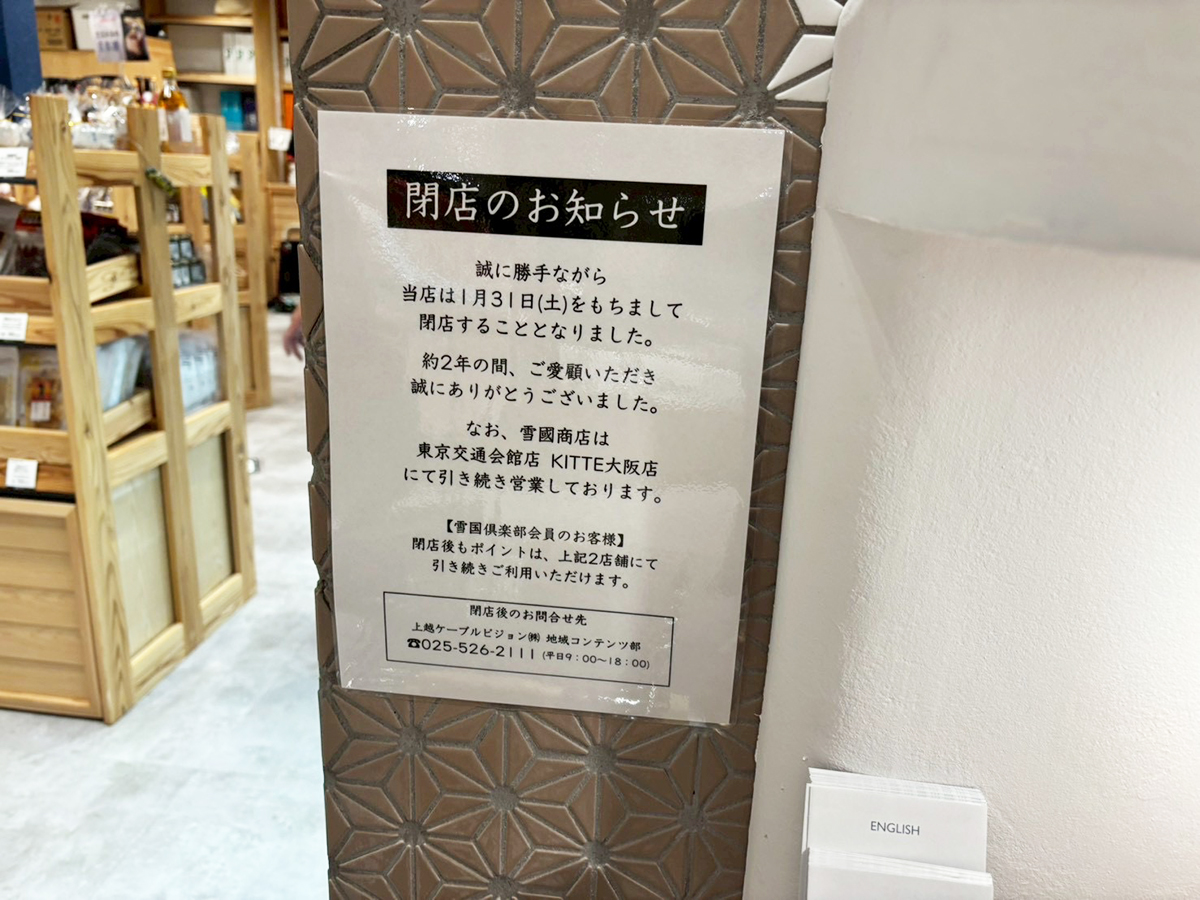 閉店のお知らせ
誠に勝手ながら
当店は1月31日(土)をもちまして
閉店することとなりました。
約2年の間、ご愛顧いただき
誠にありがとうございました。
なお、雪國商店は
東京交通会館店 KITTE大阪店
にて引き続き営業しております。
【雪国倶楽部会員のお客様】
閉店後もポイントは、上記2店舗にて
引き続きご利用いただけます。
閉店後のお問合せ先
上越ケーブルビジョン㈱ 地域コンテンツ部
☎025-526-2111 (平日9:00～18:00)
ENGLISH